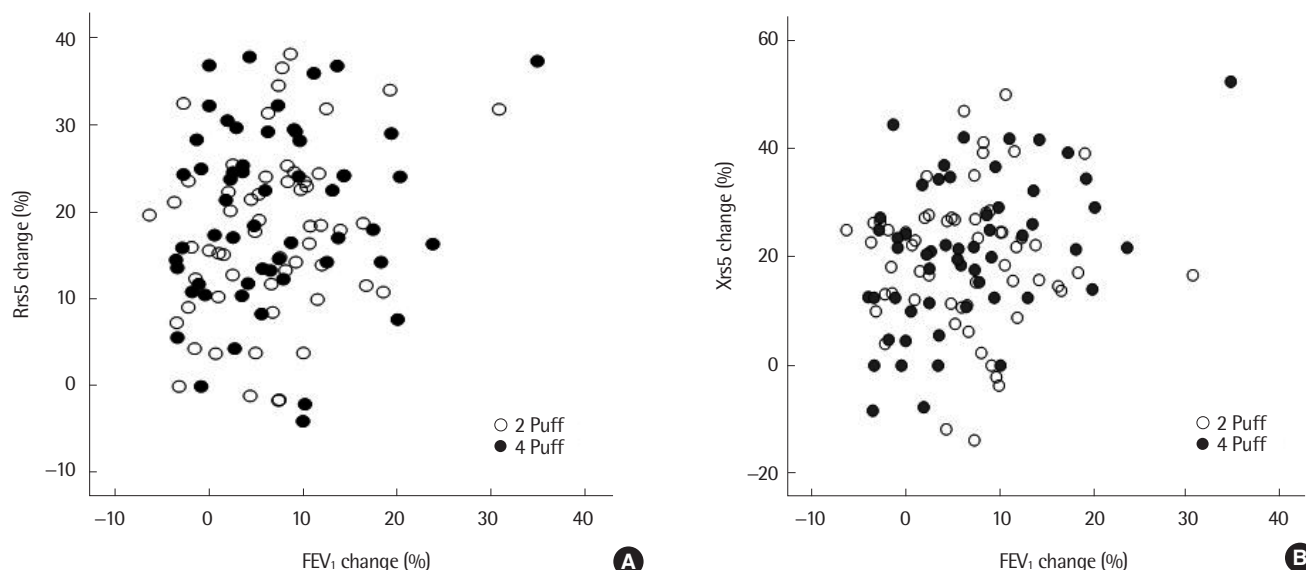 40
30
20
10
0
–10
Rrs5 change (%)
2 Puff
4 Puff
–10 0 10 20 30 40
FEV₁ change (%)
A
60
40
20
0
–20
Xrs5 change (%)
2 Puff
4 Puff
–10 0 10 20 30 40
FEV₁ change (%)
B